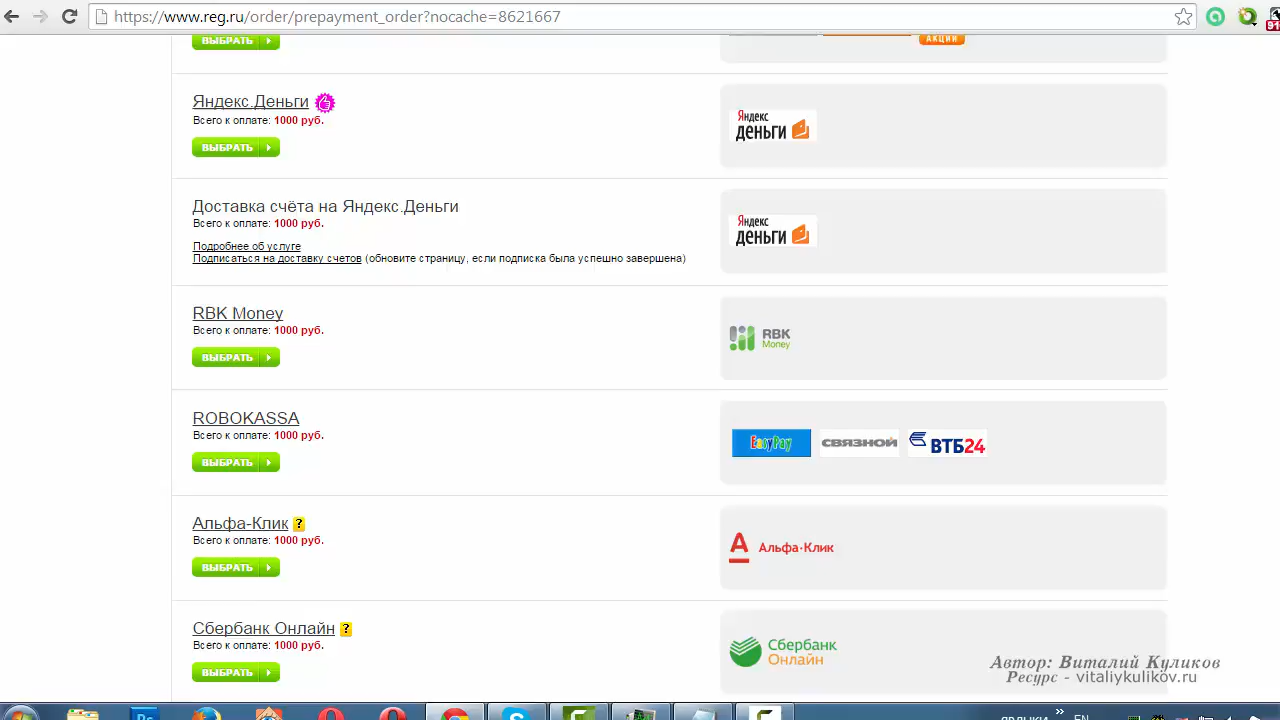 https://www.reg.ru/order/prepayment_order?nocache=8621667
91
ВЫБРАТЬ
АКЦИИ
Яндекс.Деньги
Всего к оплате: 1000 руб.
ВЫБРАТЬ
Яндекс
деньги
Доставка счёта на Яндекс.Деньги
Всего к оплате: 1000 руб.
Подробнее об услуге
Подписаться на доставку счетов (обновите страницу, если подписка была успешно завершена)
Яндекс
деньги
RBK Money
Всего к оплате: 1000 руб.
ВЫБРАТЬ
RBK
Money
ROBOKASSA
Всего к оплате: 1000 руб.
ВЫБРАТЬ
EasyPay СВЯЗНОЙ ВТБ24
Альфа-Клик ?
Всего к оплате: 1000 руб.
ВЫБРАТЬ
А Альфа·Клик
Сбербанк Онлайн ?
Всего к оплате: 1000 руб.
ВЫБРАТЬ
Сбербанк
Онлайн
Автор: Виталий Куликов
Ресурс - vitaliykulikov.ru
Ps
EN